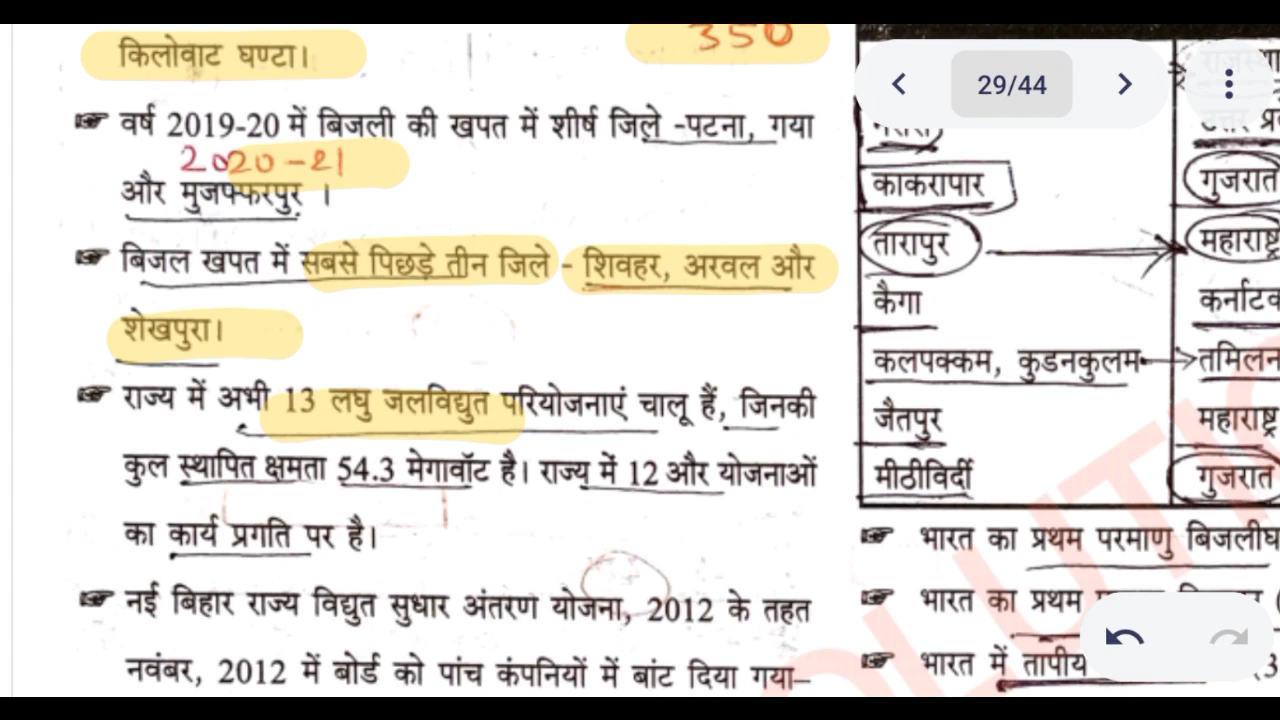 किलोवाट घण्टा।
350
☞ वर्ष 2019-20 में बिजली की खपत में शीर्ष जिले -पटना, गया
2020-21
और मुजफ्फरपुर ।
☞ बिजल खपत में सबसे पिछड़े तीन जिले - शिवहर, अरवल और
शेखपुरा।
☞ राज्य में अभी 13 लघु जलविद्युत परियोजनाएं चालू हैं, जिनकी
कुल स्थापित क्षमता 54.3 मेगावॉट है। राज्य में 12 और योजनाओं
का कार्य प्रगति पर है।
☞ नई बिहार राज्य विद्युत सुधार अंतरण योजना, 2012 के तहत
नवंबर, 2012 में बोर्ड को पांच कंपनियों में बांट दिया गया–
29/44
काकरापार गुजरात
तारापुर महाराष्ट्र
कैगा
कलपक्कम, कुडनकुलम
जैतपुर महाराष्ट्र
मीठीविर्दी गुजरात
☞ भारत का प्रथम परमाणु
☞ भारत का प्रथम
☞ भारत में तापीय